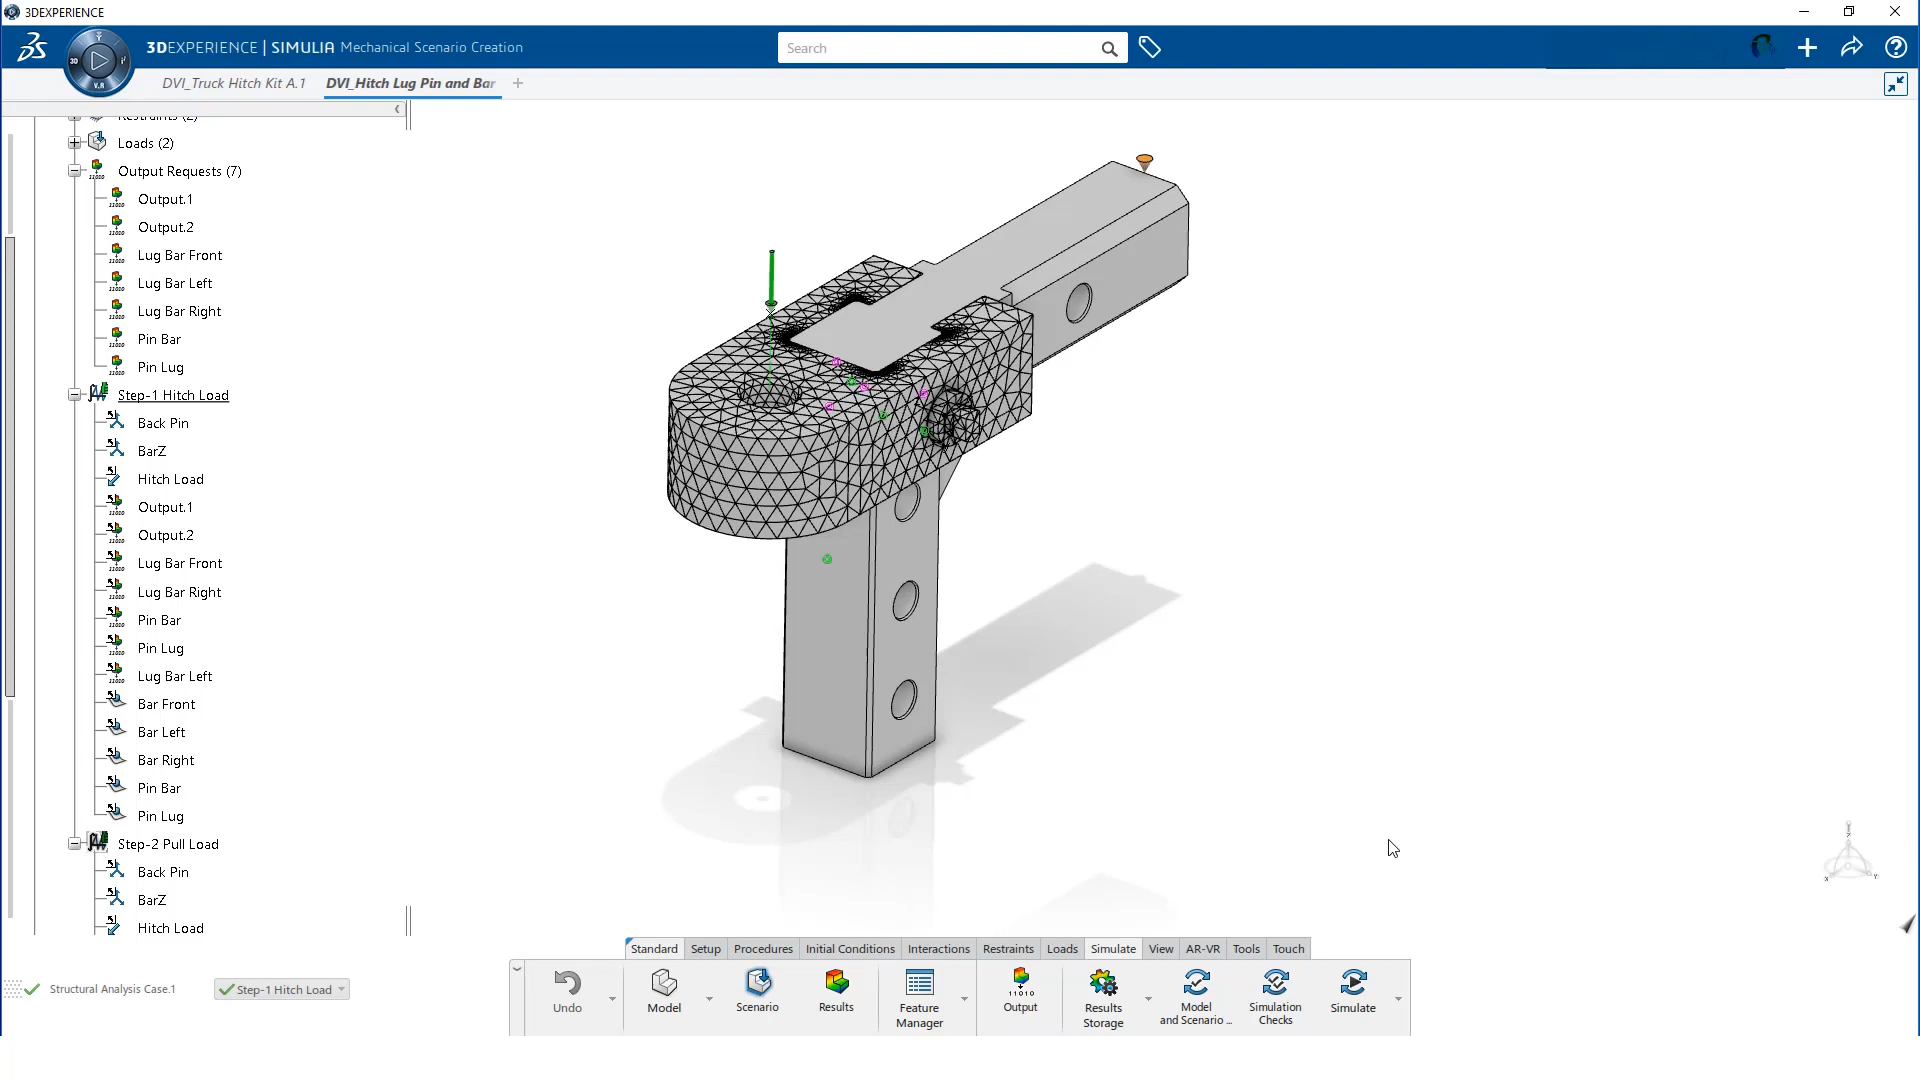 3DEXPERIENCE
3DEXPERIENCE | SIMULIA Mechanical Scenario Creation
Search
3D
V.R
DVI_Truck Hitch Kit A.1
DVI_Hitch Lug Pin and Bar
Restraints (2)
Loads (2)
Output Requests (7)
Output.1
Output.2
Lug Bar Front
Lug Bar Left
Lug Bar Right
Pin Bar
Pin Lug
Step-1 Hitch Load
Back Pin
BarZ
Hitch Load
Output.1
Output.2
Lug Bar Front
Lug Bar Right
Pin Bar
Pin Lug
Lug Bar Left
Bar Front
Bar Left
Bar Right
Pin Bar
Pin Lug
Step-2 Pull Load
Back Pin
BarZ
Hitch Load
Structural Analysis Case.1
Step-1 Hitch Load
Standard Setup Procedures Initial Conditions Interactions Restraints Loads Simulate View AR-VR Tools Touch
Undo
Model
Scenario
Results
Feature
Manager
Output
Results
Storage
Model
and Scenario ...
Simulation
Checks
Simulate